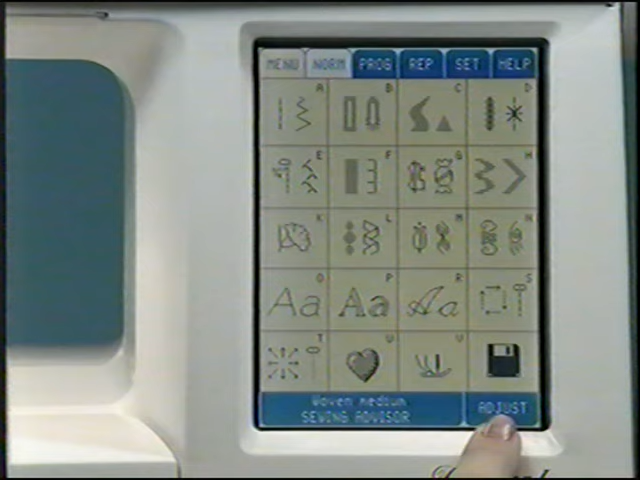 MENU NORM PROG REP SET HELP
A B C D
E F G H
K L M N
O P R S
Aa Aa Aa
T U V
Woven medium
SEWING ADVISOR
ADJUST